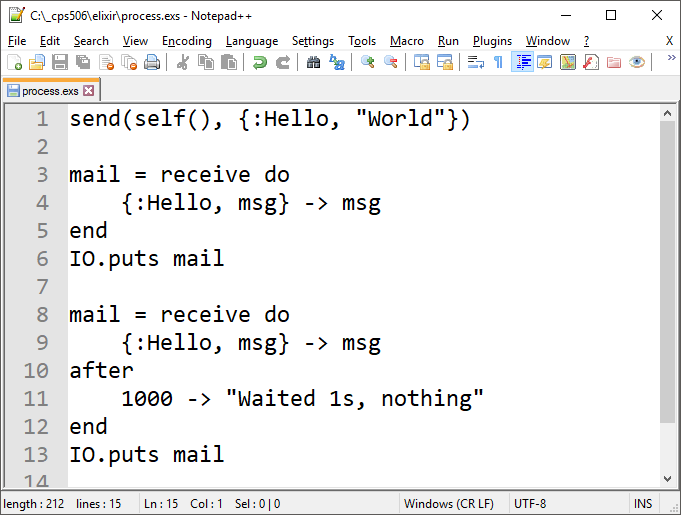 C:\_cps506\elixir\process.exs - Notepad++
File Edit Search View Encoding Language Settings Tools Macro Run Plugins Window ? X
process.exs
1 send(self(), {:Hello, "World"})
2
3 mail = receive do
4     {:Hello, msg} -> msg
5 end
6 IO.puts mail
7
8 mail = receive do
9     {:Hello, msg} -> msg
10 after
11     1000 -> "Waited 1s, nothing"
12 end
13 IO.puts mail
14
length : 212 lines : 15 Ln : 15 Col : 1 Sel : 0 | 0 Windows (CR LF) UTF-8 INS